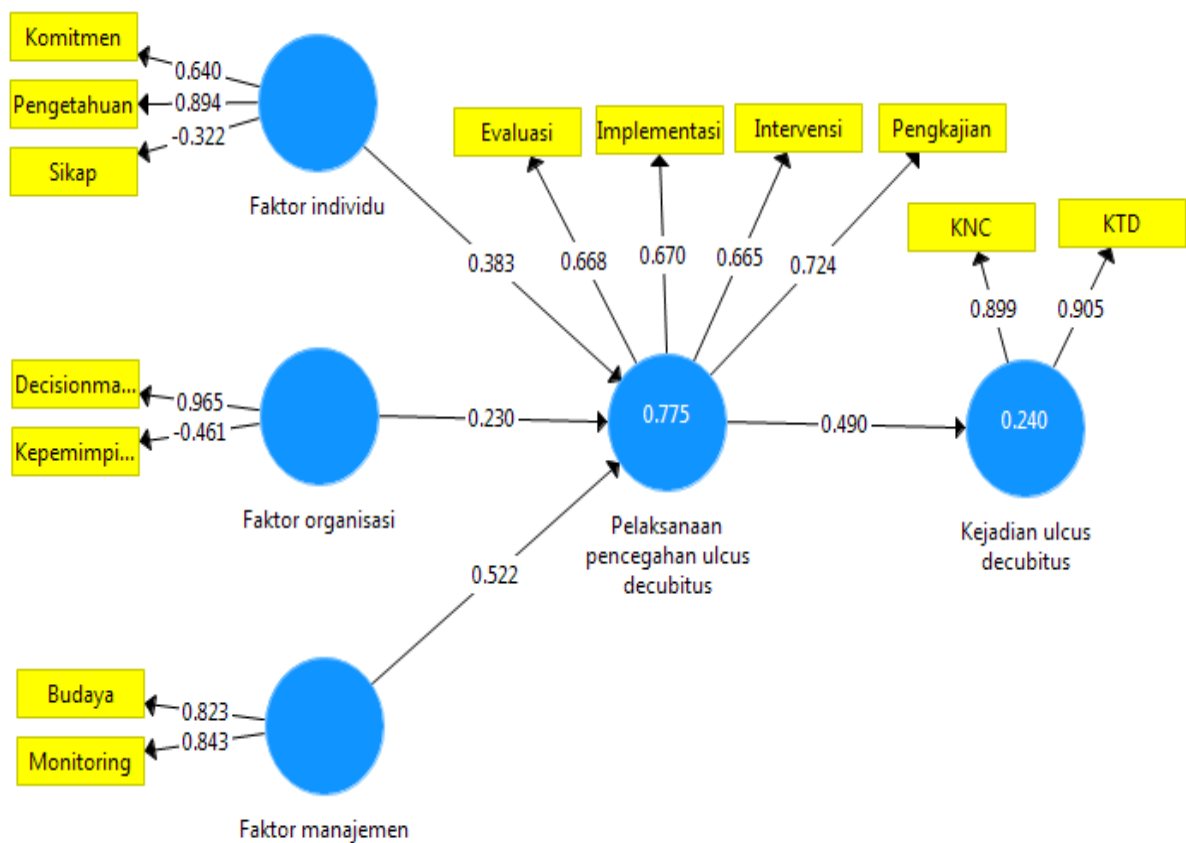 Komitmen
0.640
Pengetahuan
0.894
-0.322
Sikap
Faktor individu
Evaluasi
Implementasi
Intervensi
Pengkajian
KNC
KTD
0.383
0.668
0.670
0.665
0.724
0.899
0.905
Decisionma...
0.965
-0.461
Kepemimpi...
Faktor organisasi
0.230
0.775
0.490
0.240
Pelaksanaan
pencegahan ulcus
decubitus
Kejadian ulcus
decubitus
0.522
Budaya
0.823
0.843
Monitoring
Faktor manajemen